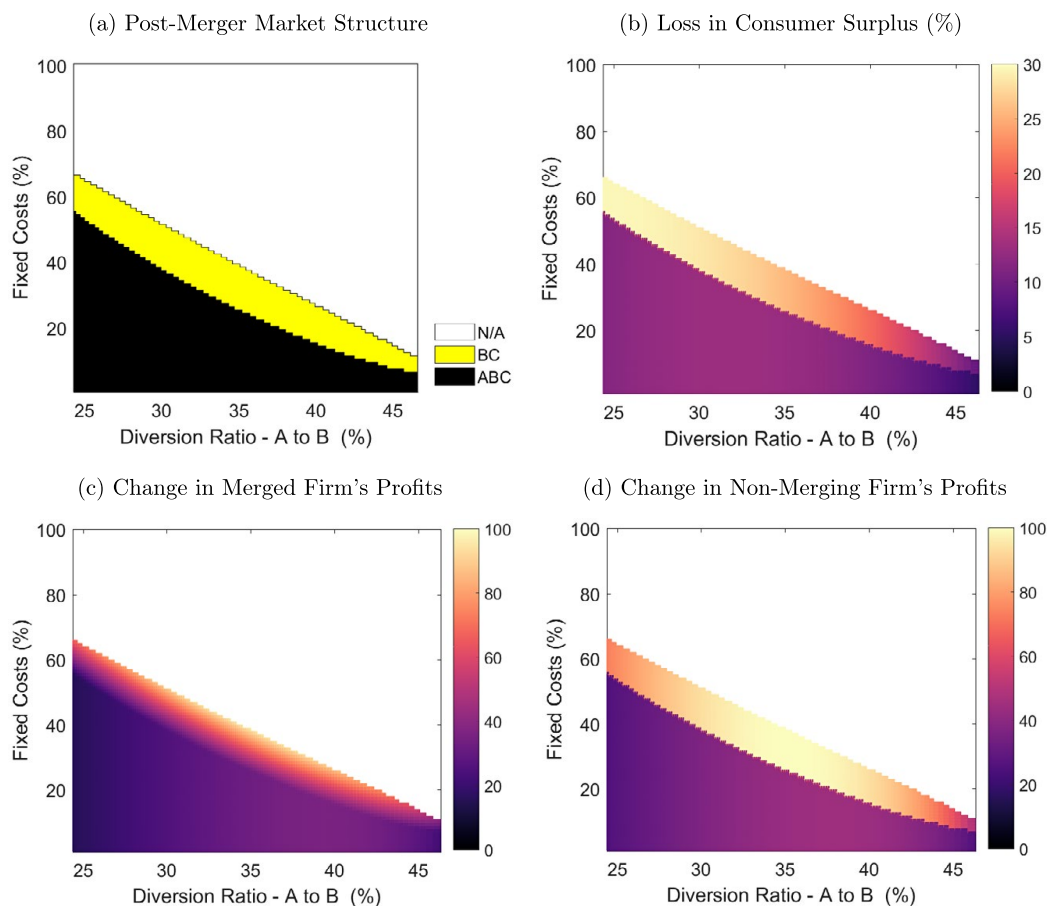 (a) Post-Merger Market Structure
100
80
60
40
20
Fixed Costs (%)
25 30 35 40 45
Diversion Ratio - A to B (%)
N/A
BC
ABC
(b) Loss in Consumer Surplus (%)
100
80
60
40
20
Fixed Costs (%)
25 30 35 40 45
Diversion Ratio - A to B (%)
30
25
20
15
10
5
0
(c) Change in Merged Firm's Profits
100
80
60
40
20
Fixed Costs (%)
25 30 35 40 45
Diversion Ratio - A to B (%)
100
80
60
40
20
0
(d) Change in Non-Merging Firm's Profits
100
80
60
40
20
Fixed Costs (%)
25 30 35 40 45
Diversion Ratio - A to B (%)
100
80
60
40
20
0